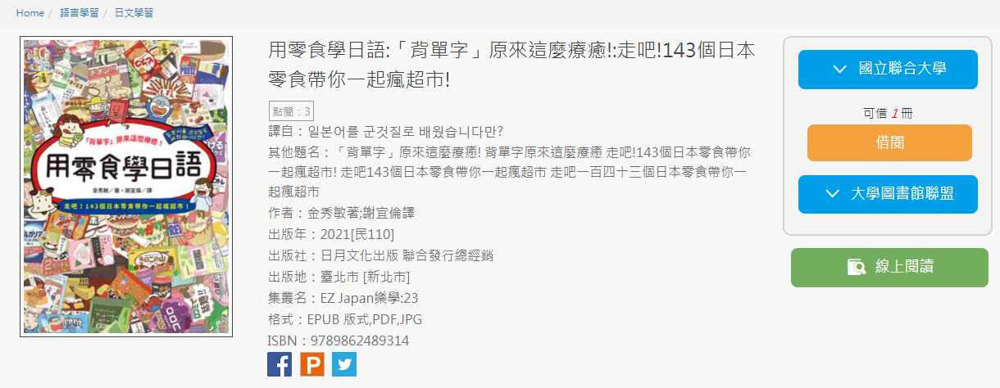 Home / 語言學習 / 日文學習
用零食學日語:「背單字」原來這麼療癒!:走吧!143個日本
零食帶你一起瘋超市!
點閱：3
譯自：일본어를 군것질로 배웠습니다만?
其他題名：「背單字」原來這麼療癒! 背單字原來這麼療癒 走吧!143個日本零食帶你
一起瘋超市! 走吧143個日本零食帶你一起瘋超市 走吧一百四十三個日本零食帶你一
起瘋超市
作者：金秀敏著;謝宜倫譯
出版年：2021[民110]
出版社：日月文化出版 聯合發行總經銷
出版地：臺北市 [新北市]
集叢名：EZ Japan樂學:23
格式：EPUB 版式,PDF,JPG
ISBN：9789862489314
國立聯合大學
可借 1 冊
借閱
大學圖書館聯盟
線上閱讀
「背單字」原來這麼療癒！
用零食學日語
金秀敏／著・謝宜倫／譯
走吧！143個日本零食帶你一起瘋超市！
PRETZ
きのこの山